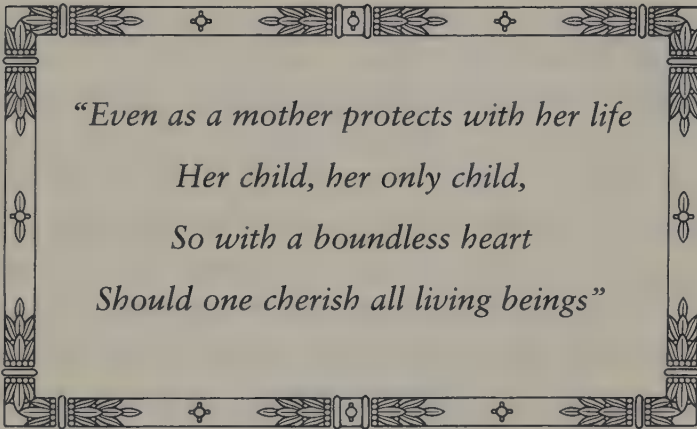 “Even as a mother protects with her life
Her child, her only child,
So with a boundless heart
Should one cherish all living beings”